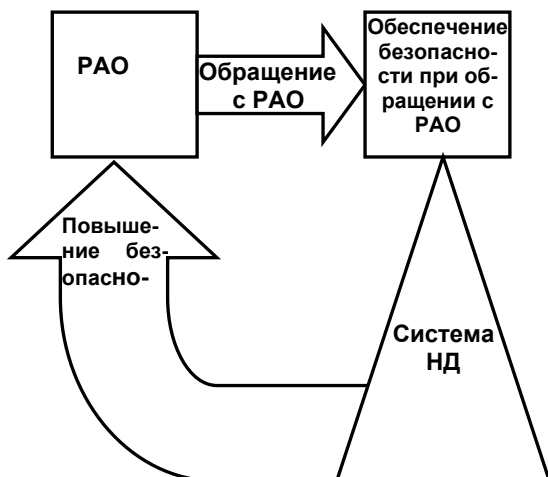 РАО
Обращение
с РАО
Обеспечение
безопасно-
сти при об-
ращении с
РАО
Повыше-
ние без-
опасно-
Система
НД